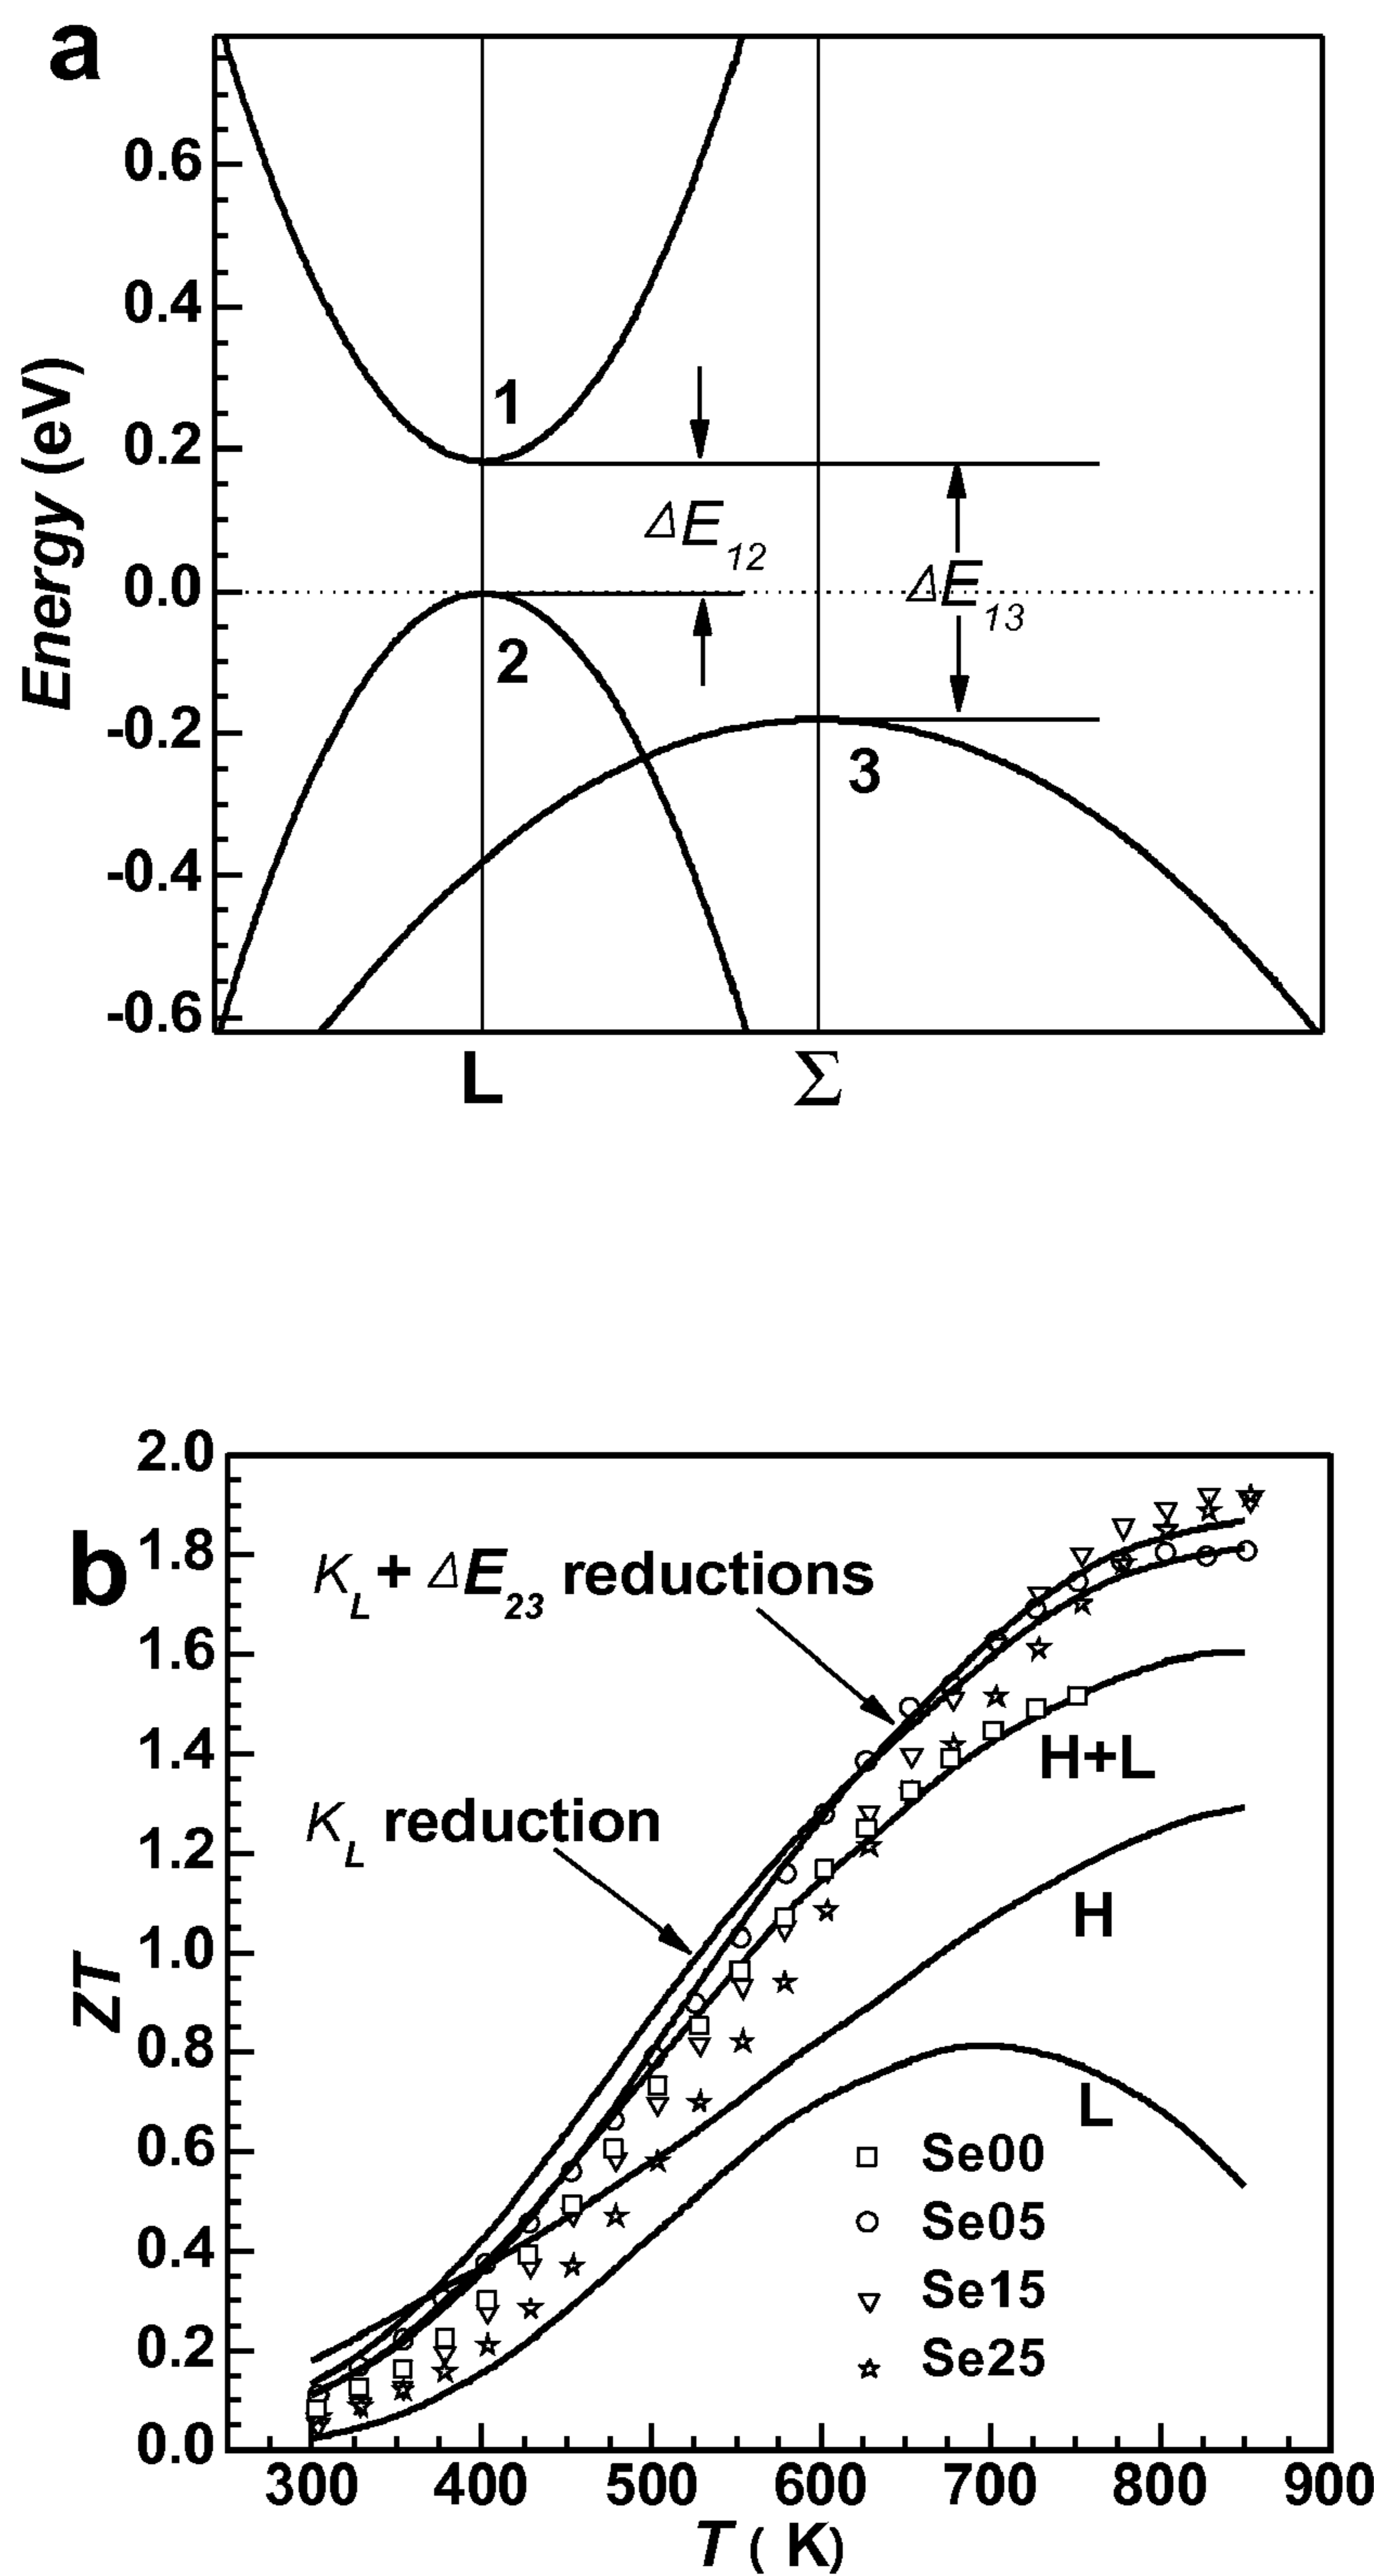 a
0.6
0.4
0.2
0.0
-0.2
-0.4
-0.6
Energy (eV)
1
2
3
ΔE12
ΔE13
L
Σ
b
2.0
1.8
1.6
1.4
1.2
1.0
0.8
0.6
0.4
0.2
0.0
ZT
KL + ΔE23 reductions
KL reduction
H+L
H
L
Se00
Se05
Se15
Se25
300 400 500 600 700 800 900
T ( K)